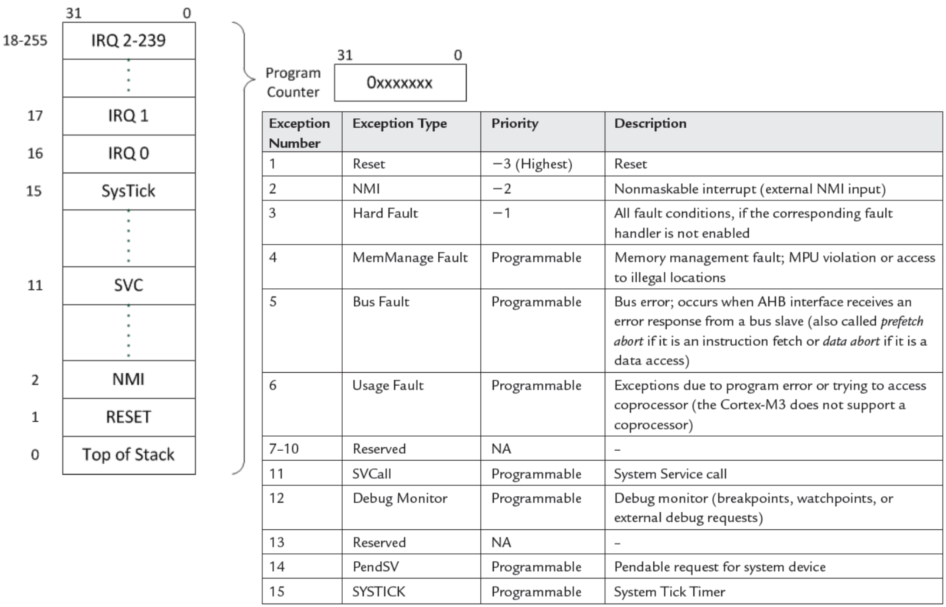 31 0
18-255 IRQ 2-239
17 IRQ 1
16 IRQ 0
15 SysTick
11 SVC
2 NMI
1 RESET
0 Top of Stack
31 0
Program
Counter
0xxxxxxx
Exception Exception Type Priority Description
Number
1 Reset −3 (Highest) Reset
2 NMI −2 Nonmaskable interrupt (external NMI input)
3 Hard Fault −1 All fault conditions, if the corresponding fault
handler is not enabled
4 MemManage Fault Programmable Memory management fault; MPU violation or access
to illegal locations
5 Bus Fault Programmable Bus error; occurs when AHB interface receives an
error response from a bus slave (also called prefetch
abort if it is an instruction fetch or data abort if it is a
data access)
6 Usage Fault Programmable Exceptions due to program error or trying to access
coprocessor (the Cortex-M3 does not support a
coprocessor)
7–10 Reserved NA –
11 SVCall Programmable System Service call
12 Debug Monitor Programmable Debug monitor (breakpoints, watchpoints, or
external debug requests)
13 Reserved NA –
14 PendSV Programmable Pendable request for system device
15 SYSTICK Programmable System Tick Timer